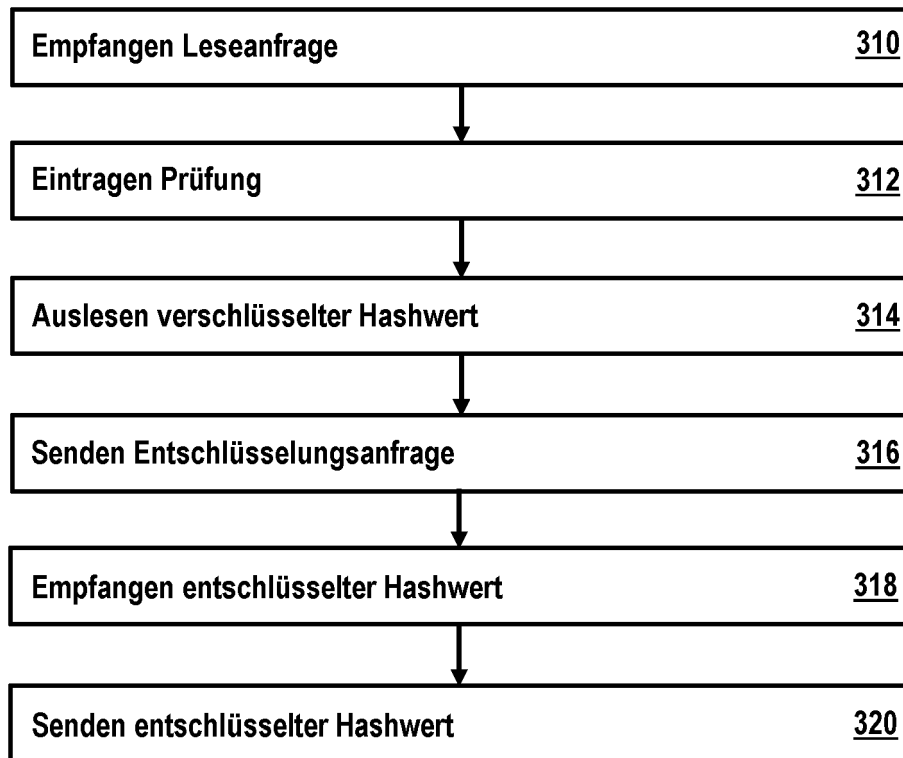 Empfangen Leseanfrage 310
Eintragen Prüfung 312
Auslesen verschlüsselter Hashwert 314
Senden Entschlüsselungsanfrage 316
Empfangen entschlüsselter Hashwert 318
Senden entschlüsselter Hashwert 320